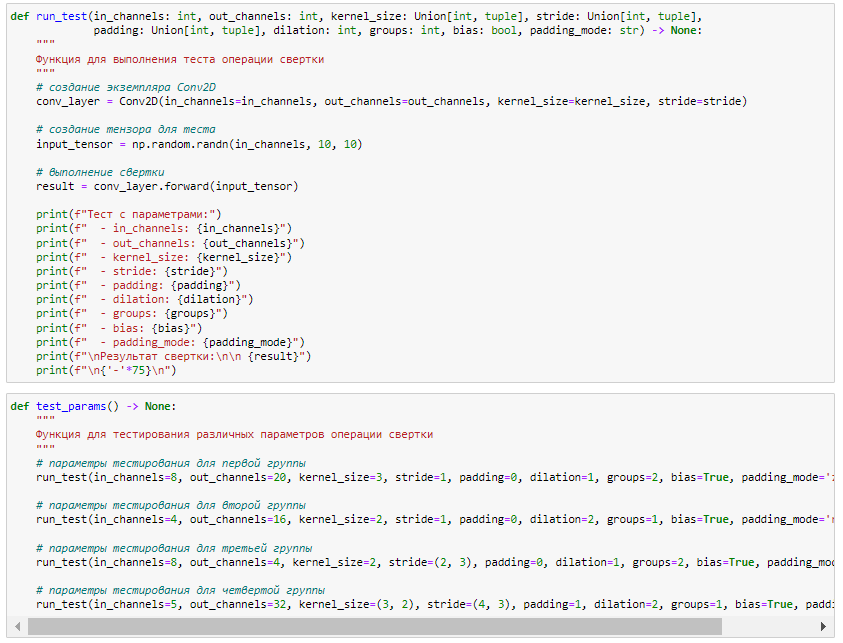 def run_test(in_channels: int, out_channels: int, kernel_size: Union[int, tuple], stride: Union[int, tuple],
             padding: Union[int, tuple], dilation: int, groups: int, bias: bool, padding_mode: str) -> None:
    """
    Функция для выполнения теста операции свертки
    """
    # создание экземпляра Conv2D
    conv_layer = Conv2D(in_channels=in_channels, out_channels=out_channels, kernel_size=kernel_size, stride=stride)
    # создание тензора для теста
    input_tensor = np.random.randn(in_channels, 10, 10)
    # выполнение свертки
    result = conv_layer.forward(input_tensor)
    print(f"Тест с параметрами:")
    print(f"  - in_channels: {in_channels}")
    print(f"  - out_channels: {out_channels}")
    print(f"  - kernel_size: {kernel_size}")
    print(f"  - stride: {stride}")
    print(f"  - padding: {padding}")
    print(f"  - dilation: {dilation}")
    print(f"  - groups: {groups}")
    print(f"  - bias: {bias}")
    print(f"  - padding_mode: {padding_mode}")
    print(f"\nРезультат свертки:\n\n {result}")
    print(f"\n{'-'*75}\n")
def test_params() -> None:
    """
    Функция для тестирования различных параметров операции свертки
    """
    # параметры тестирования для первой группы
    run_test(in_channels=8, out_channels=20, kernel_size=3, stride=1, padding=0, dilation=1, groups=2, bias=True, padding_mode='
    # параметры тестирования для второй группы
    run_test(in_channels=4, out_channels=16, kernel_size=2, stride=1, padding=0, dilation=2, groups=1, bias=True, padding_mode='
    # параметры тестирования для третьей группы
    run_test(in_channels=8, out_channels=4, kernel_size=2, stride=(2, 3), padding=0, dilation=1, groups=2, bias=True, padding_mo
    # параметры тестирования для четвертой группы
    run_test(in_channels=5, out_channels=32, kernel_size=(3, 2), stride=(4, 3), padding=1, dilation=2, groups=1, bias=True, padd